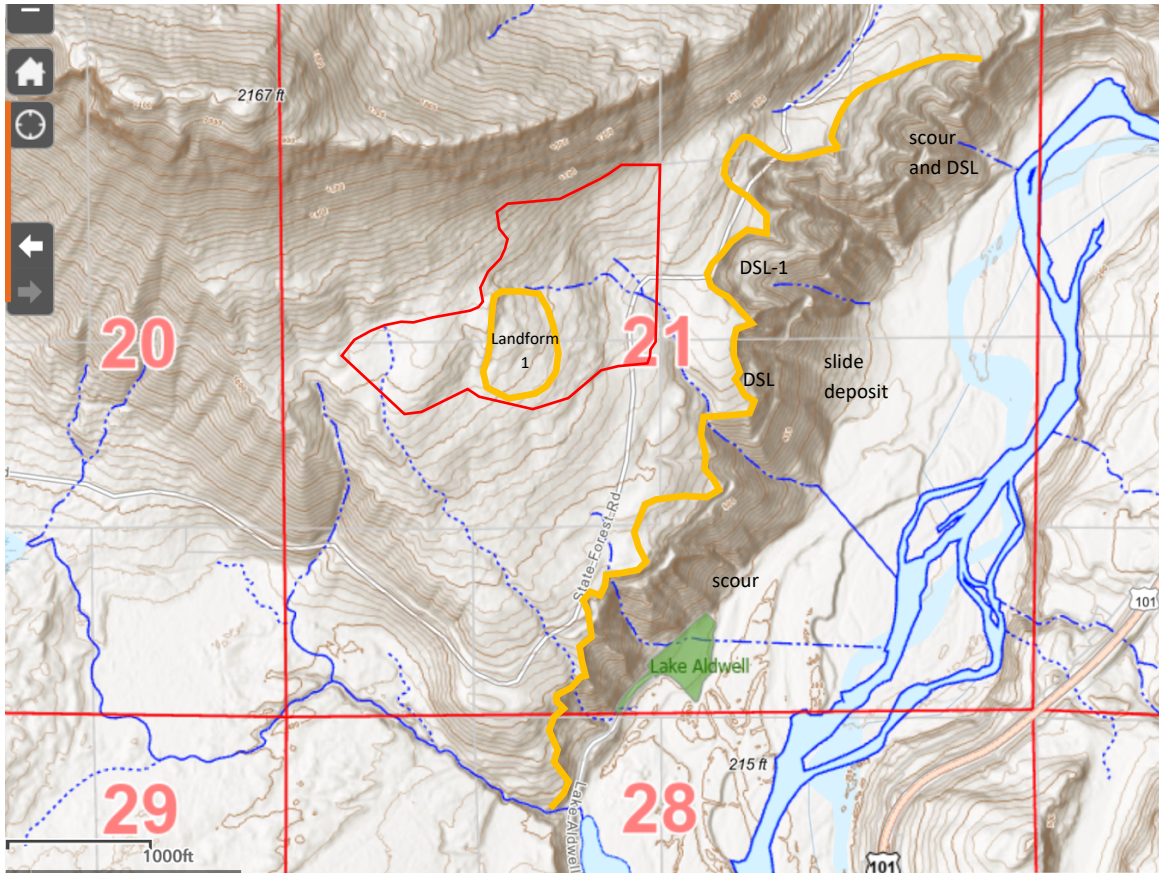 2167 ft
scour
and DSL
DSL-1
20
Landform
1
21
slide
deposit
DSL
State Forest Rd
scour
101
Lake Aldwell
215 ft
29
28
Lake Aldwell
1000ft
101